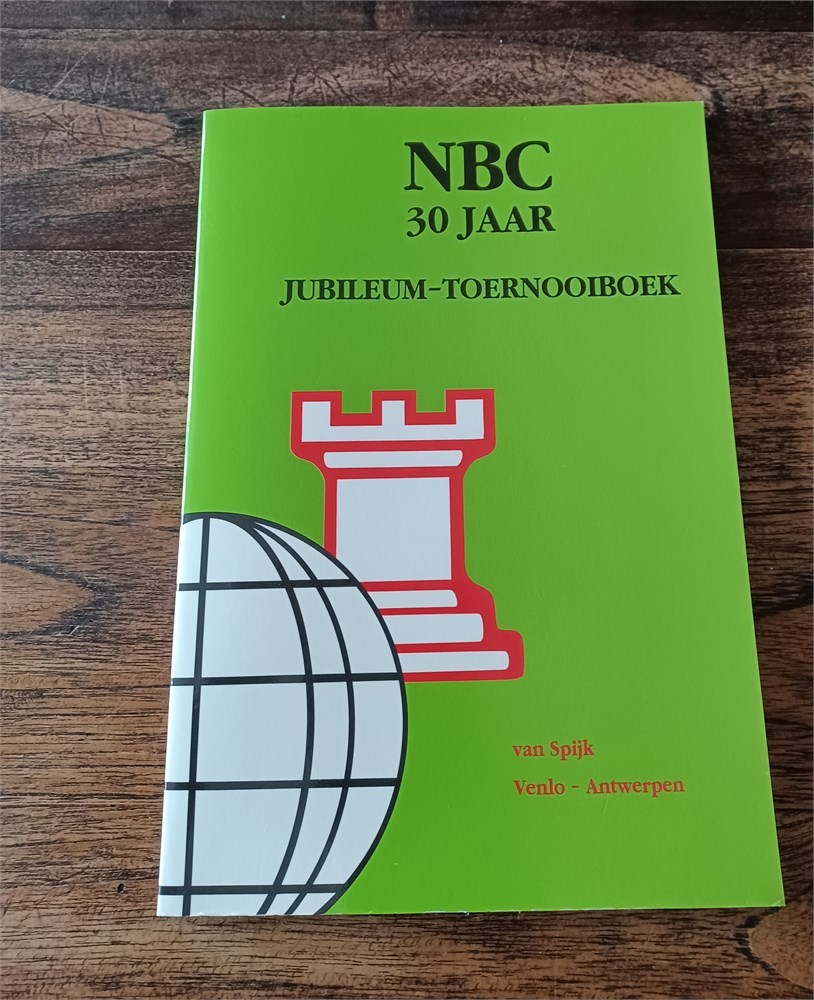 NBC
30 JAAR
JUBILEUM-TOERNOOIBOEK
van Spijk
Venlo - Antwerpen